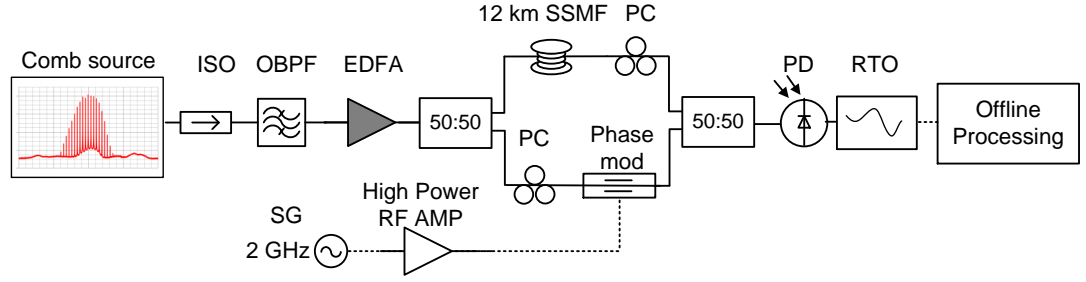 12 km SSMF
PC
Comb source
ISO
OBPF
EDFA
PD
RTO
50:50
50:50
Offline
Processing
PC
Phase
mod
High Power
RF AMP
SG
2 GHz